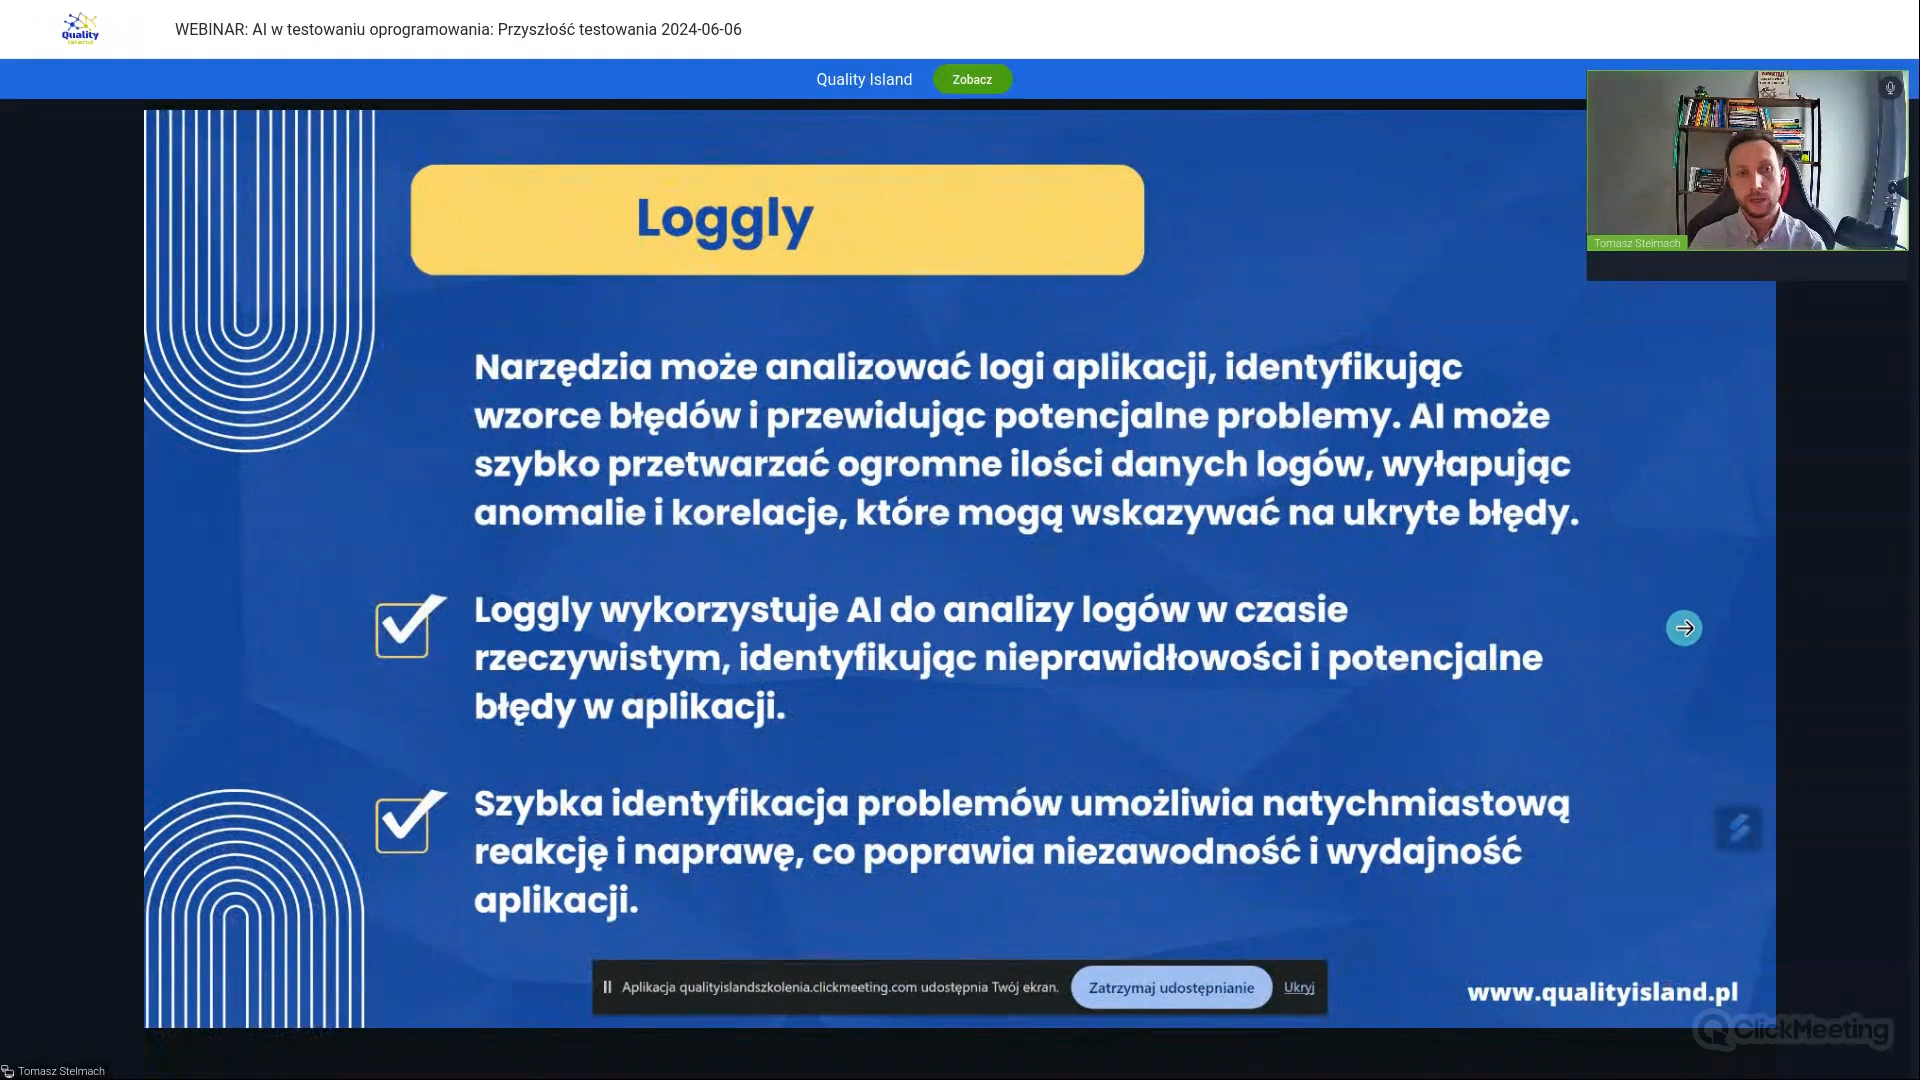 Quality
Island
WEBINAR: AI w testowaniu oprogramowania: Przyszłość testowania 2024-06-06
Quality Island
Zobacz
Tomasz Stelmach
Loggly
Narzędzia może analizować logi aplikacji, identyfikując
wzorce błędów i przewidując potencjalne problemy. AI może
szybko przetwarzać ogromne ilości danych logów, wyłapując
anomalie i korelacje, które mogą wskazywać na ukryte błędy.
Loggly wykorzystuje AI do analizy logów w czasie
rzeczywistym, identyfikując nieprawidłowości i potencjalne
błędy w aplikacji.
Szybka identyfikacja problemów umożliwia natychmiastową
reakcję i naprawę, co poprawia niezawodność i wydajność
aplikacji.
Aplikacja qualityislandszkolenia.clickmeeting.com udostępnia Twój ekran.
Zatrzymaj udostępnianie
Ukryj
www.qualityisland.pl
ClickMeeting
Tomasz Stelmach